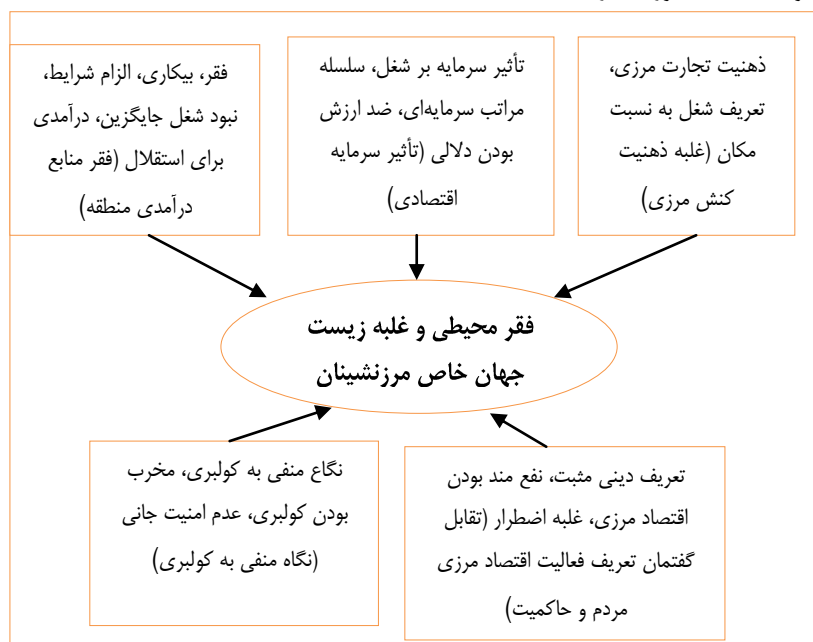 ذهنیت تجارت مرزی،
تعریف شغل به نسبت
مکان (غلبه ذهنیت
کنش مرزی)
تأثیر سرمایه بر شغل، سلسله
مراتب سرمایه‌ای، ضد ارزش
بودن دلالی (تأثیر سرمایه
اقتصادی)
فقر، بیکاری، الزام شرایط،
نبود شغل جایگزین، درآمدی
برای استقلال (فقر منابع
درآمدی منطقه)
فقر محیطی و غلبه زیست
جهان خاص مرزنشینان
تعریف دینی مثبت، نفع مند بودن
اقتصاد مرزی، غلبه اضطرار (تقابل
گفتمان تعریف فعالیت اقتصاد مرزی
مردم و حاکمیت)
نگاع منفی به کولبری، مخرب
بودن کولبری، عدم امنیت جانی
(نگاه منفی به کولبری)